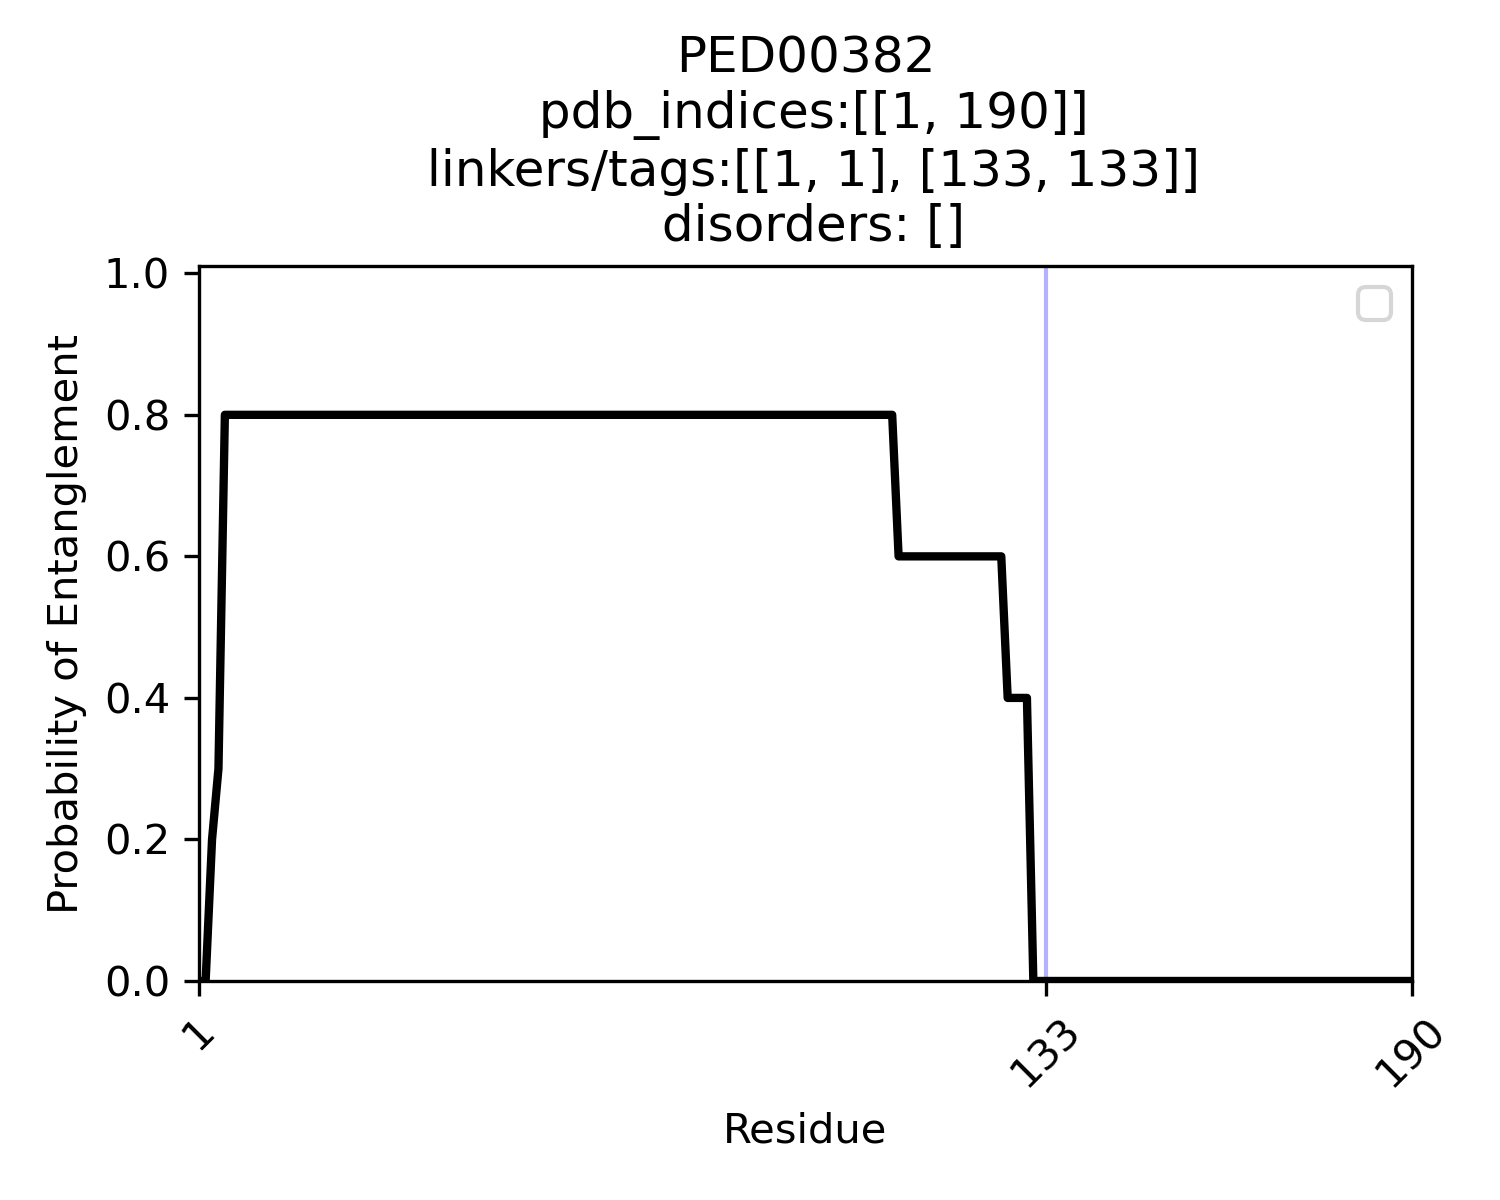 PED00382
pdb_indices:[[1, 190]]
linkers/tags:[[1, 1], [133, 133]]
disorders: []
1.0
0.8
0.6
0.4
0.2
0.0
Probability of Entanglement
1
133
190
Residue